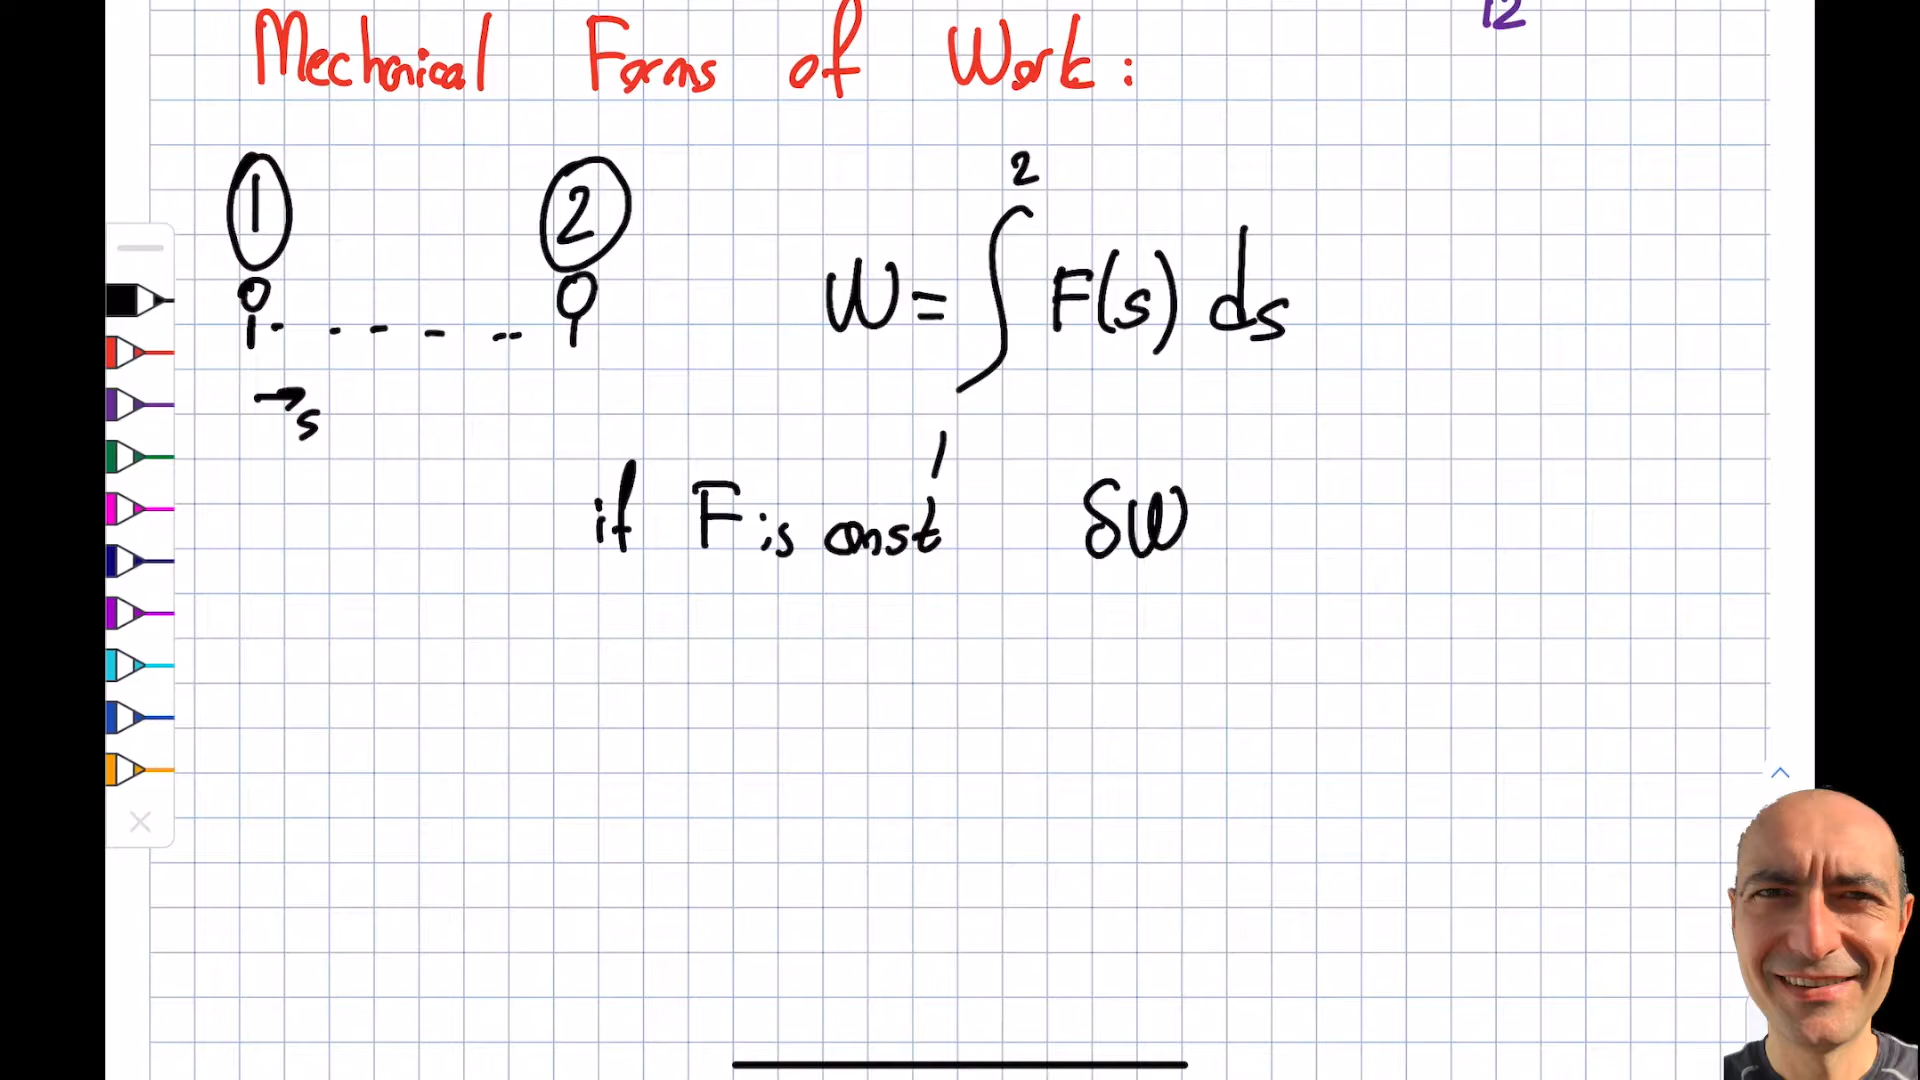 12
Mechanical Forms of Work:
1 2
2
W = ∫ F(s) ds
1
s
if F is const δW